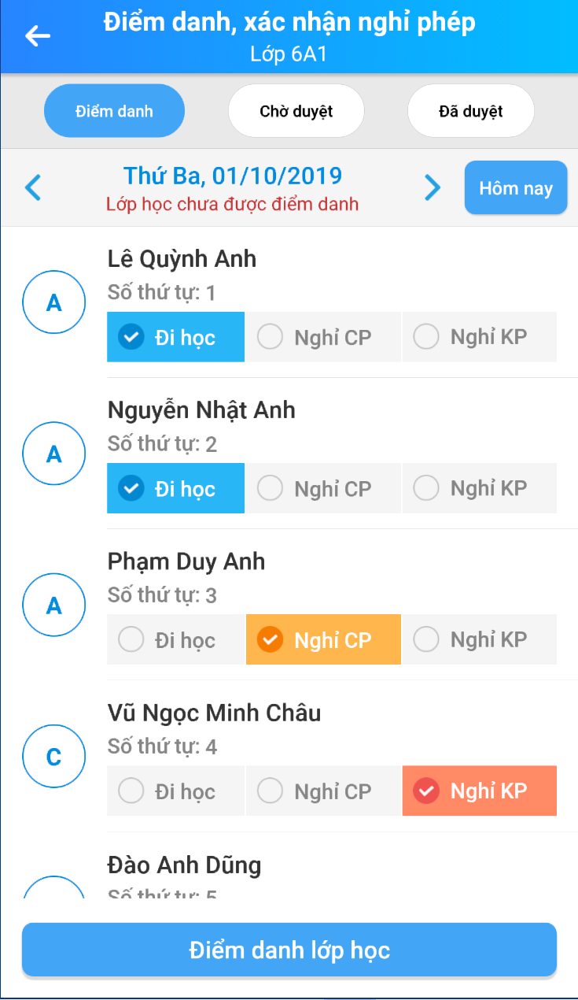 Điểm danh, xác nhận nghỉ phép
Lớp 6A1
Điểm danh Chờ duyệt Đã duyệt
Thứ Ba, 01/10/2019
Lớp học chưa được điểm danh
Hôm nay
Lê Quỳnh Anh
A
Số thứ tự: 1
Đi học Nghỉ CP Nghỉ KP
Nguyễn Nhật Anh
A
Số thứ tự: 2
Đi học Nghỉ CP Nghỉ KP
Phạm Duy Anh
A
Số thứ tự: 3
Đi học Nghỉ CP Nghỉ KP
Vũ Ngọc Minh Châu
C
Số thứ tự: 4
Đi học Nghỉ CP Nghỉ KP
Đào Anh Dũng
Số thứ tự: 5
Điểm danh lớp học